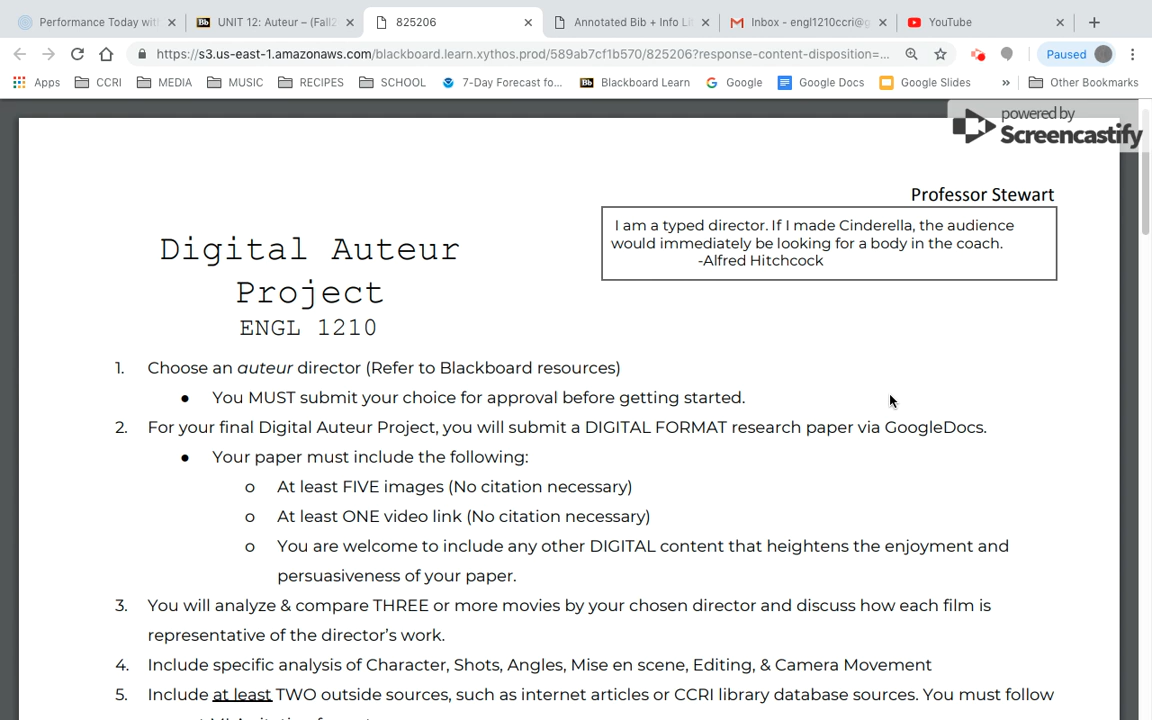 Performance Today with
UNIT 12: Auteur – (Fall2
825206
Annotated Bib + Info Li
Inbox - engl1210ccri@g
YouTube
https://s3.us-east-1.amazonaws.com/blackboard.learn.xythos.prod/589ab7cf1b570/825206?response-content-disposition=...
Paused
Apps
CCRI
MEDIA
MUSIC
RECIPES
SCHOOL
7-Day Forecast fo...
Bb Blackboard Learn
Google
Google Docs
Google Slides
»
Other Bookmarks
powered by
Screencastify
Professor Stewart
I am a typed director. If I made Cinderella, the audience
would immediately be looking for a body in the coach.
-Alfred Hitchcock
Digital Auteur
Project
ENGL 1210
1. Choose an auteur director (Refer to Blackboard resources)
● You MUST submit your choice for approval before getting started.
2. For your final Digital Auteur Project, you will submit a DIGITAL FORMAT research paper via GoogleDocs.
● Your paper must include the following:
o At least FIVE images (No citation necessary)
o At least ONE video link (No citation necessary)
o You are welcome to include any other DIGITAL content that heightens the enjoyment and
persuasiveness of your paper.
3. You will analyze & compare THREE or more movies by your chosen director and discuss how each film is
representative of the director's work.
4. Include specific analysis of Character, Shots, Angles, Mise en scene, Editing, & Camera Movement
5. Include at least TWO outside sources, such as internet articles or CCRI library database sources. You must follow